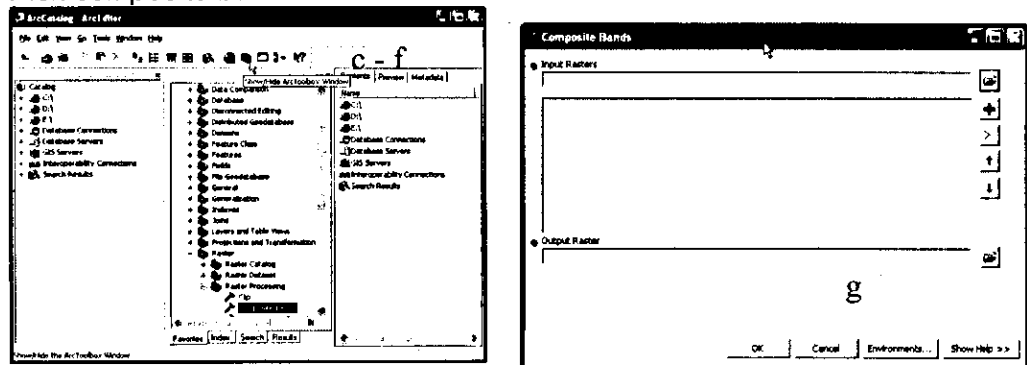 ArcCatalog - ArcEditor
File Edit View Go Tools Window Help
c - f
Show/Hide ArcToolbox Window
Contents Preview Metadata
Catalog
C:\
D:\
E:\
Database Connections
Database Servers
GIS Servers
Interoperability Connections
Search Results
Data Comparison
Database
Disconnected Editing
Distributed Geodatabase
Domains
Feature Class
Features
Fields
File Geodatabase
General
Generalization
Indexes
Joins
Layers and Table Views
Projections and Transformation
Raster
Raster Catalog
Raster Dataset
Raster Processing
Clip
Favorites Index Search Results
Name
C:\
D:\
E:\
Database Connections
Database Servers
GIS Servers
Interoperability Connections
Search Results
Show/Hide the ArcToolbox Window
Composite Bands
Input Rasters
Output Raster
g
OK Cancel Environments... Show Help >>